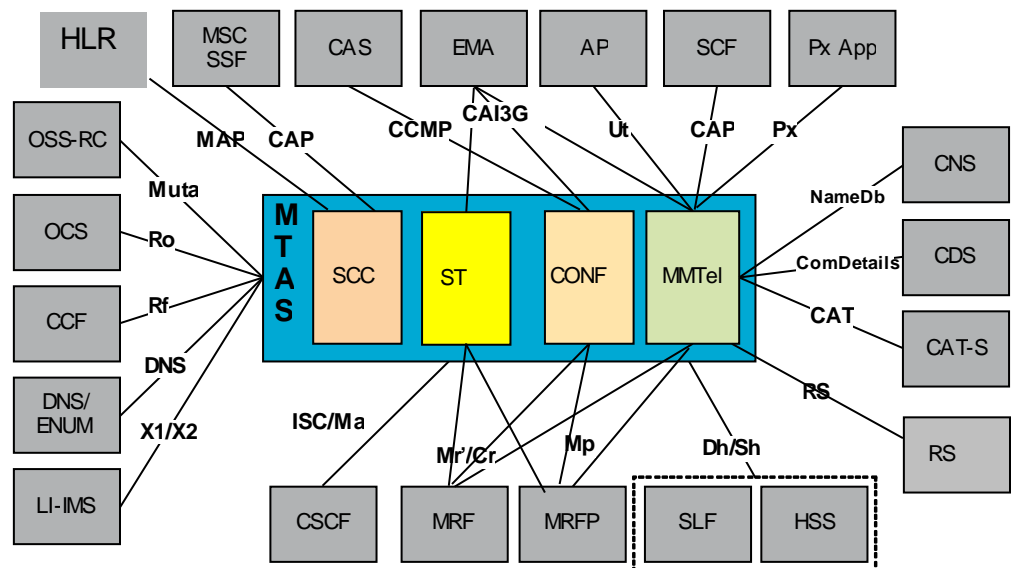 HLR
MSC
SSF
CAS
EMA
AP
SCF
Px App
MAP
CAP
CCMP
CAI3G
Ut
CAP
Px
OSS-RC
Muta
OCS
Ro
CCF
Rf
DNS
DNS/
ENUM
X1/X2
LI-IMS
M
T
A
S
SCC
ST
CONF
MMTel
CNS
NameDb
ComDetails
CDS
CAT
CAT-S
RS
RS
ISC/Ma
Mr'/Cr
Mp
Dh/Sh
CSCF
MRF
MRFP
SLF
HSS